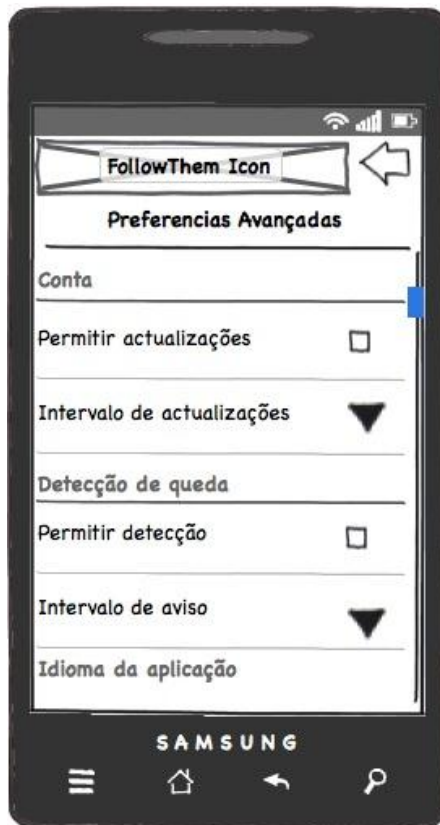 FollowThem Icon
Preferencias Avançadas
Conta
Permitir actualizações
Intervalo de actualizações
Detecção de queda
Permitir detecção
Intervalo de aviso
Idioma da aplicação
SAMSUNG